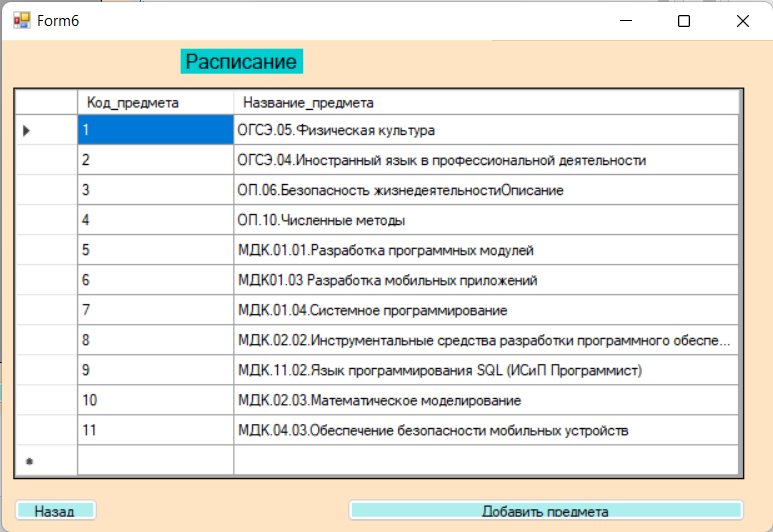 Form6
Расписание
Код_предмета Название_предмета
1 ОГСЭ.05.Физическая культура
2 ОГСЭ.04.Иностранный язык в профессиональной деятельности
3 ОП.06.Безопасность жизнедеятельностиОписание
4 ОП.10.Численные методы
5 МДК.01.01.Разработка программных модулей
6 МДК01.03 Разработка мобильных приложений
7 МДК.01.04.Системное программирование
8 МДК.02.02.Инструментальные средства разработки программного обеспе...
9 МДК.11.02.Язык программирования SQL (ИСиП Программист)
10 МДК.02.03.Математическое моделирование
11 МДК.04.03.Обеспечение безопасности мобильных устройств
Назад Добавить предмета